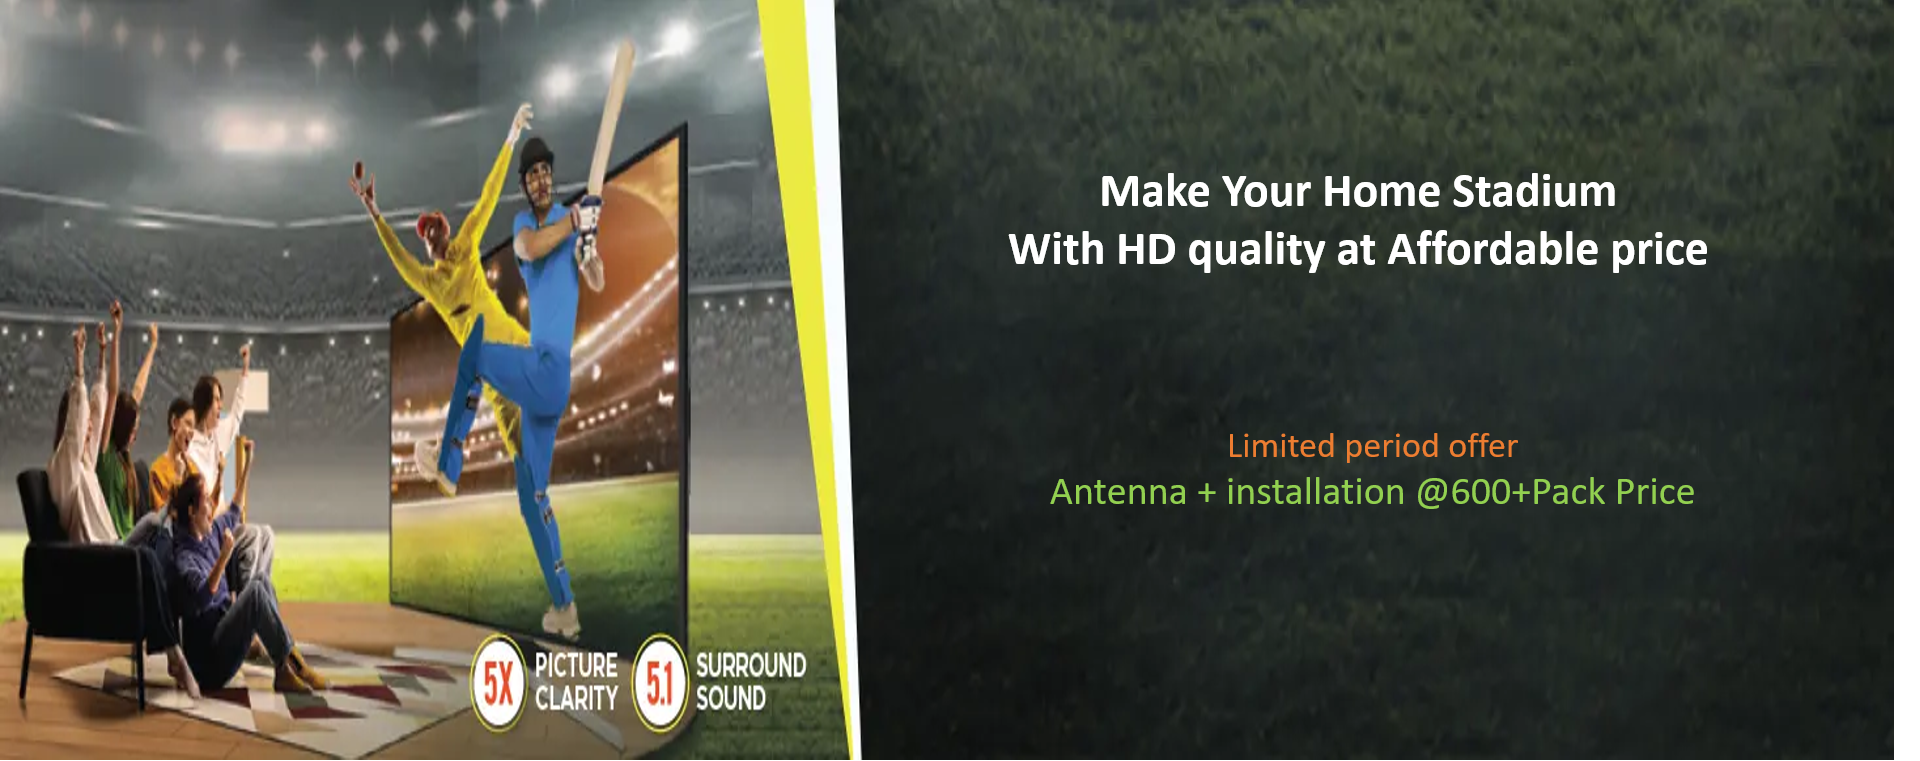 Make Your Home Stadium
With HD quality at Affordable price
Limited period offer
Antenna + installation @600+Pack Price
5X
PICTURE
CLARITY
5.1
SURROUND
SOUND